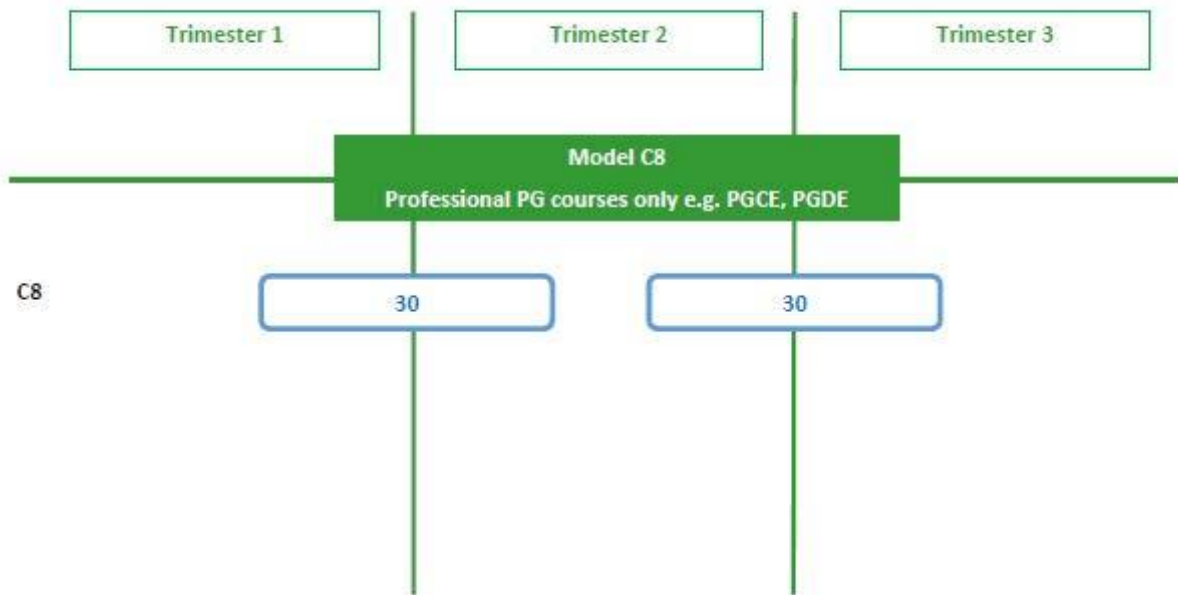 Trimester 1
Trimester 2
Trimester 3
Model C8
Professional PG courses only e.g. PGCE, PGDE
C8
30
30